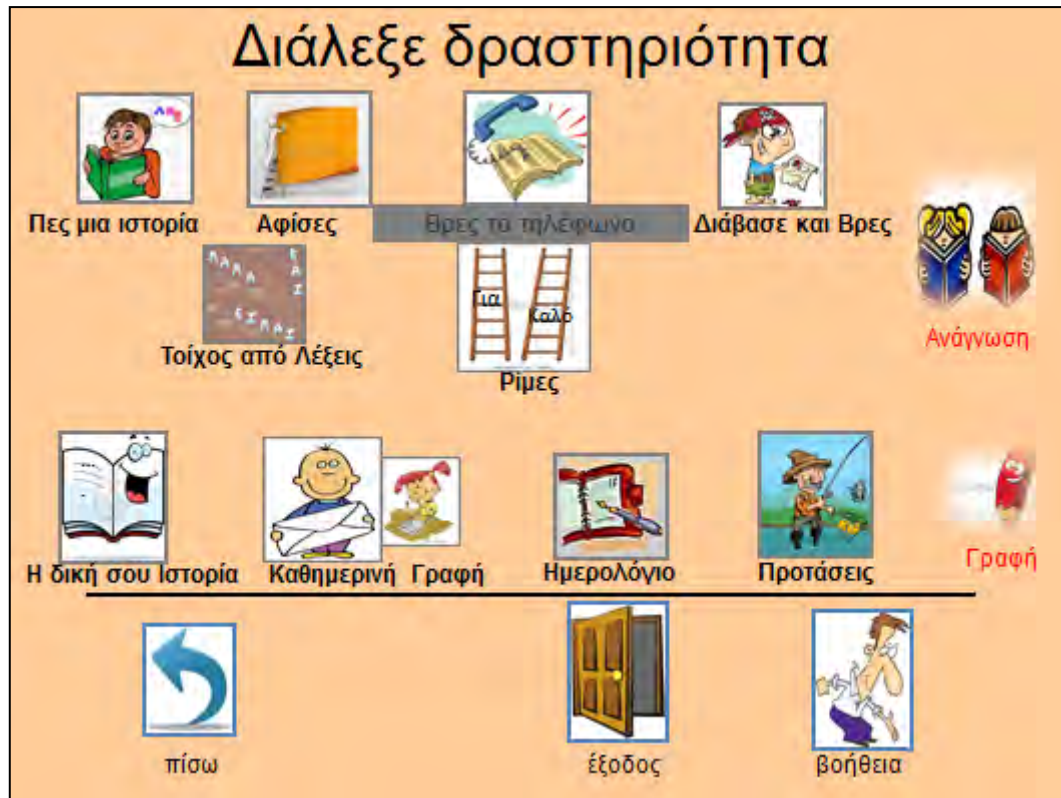 Διάλεξε δραστηριότητα
Πες μια ιστορία
Αφίσες
Βρες το τηλέφωνο
Διάβασε και Βρες
Τοίχος από Λέξεις
Για
Καλό
Ρίμες
Ανάγνωση
Η δική σου Ιστορία
Καθημερινή Γραφή
Ημερολόγιο
Προτάσεις
Γραφή
πίσω
έξοδος
βοήθεια